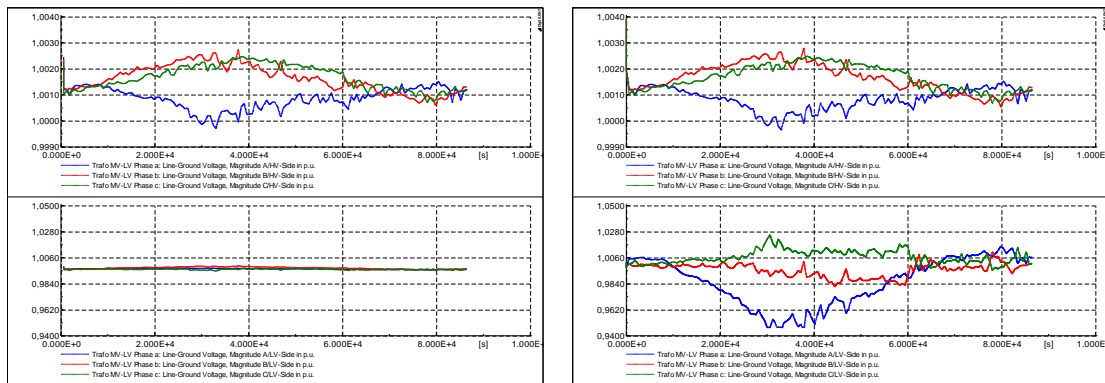 1,0040
1,0030
1,0020
1,0010
1,0000
0,9990
0.000E+0 2.000E+4 4.000E+4 6.000E+4 8.000E+4 [s] 1.000E+
Trafo MV-LV Phase a: Line-Ground Voltage, Magnitude A/HV-Side in p.u.
Trafo MV-LV Phase b: Line-Ground Voltage, Magnitude B/HV-Side in p.u.
Trafo MV-LV Phase c: Line-Ground Voltage, Magnitude C/HV-Side in p.u.
1,0500
1,0280
1,0060
0,9840
0,9620
0,9400
0.000E+0 2.000E+4 4.000E+4 6.000E+4 8.000E+4 [s] 1.000E+
Trafo MV-LV Phase a: Line-Ground Voltage, Magnitude A/LV-Side in p.u.
Trafo MV-LV Phase b: Line-Ground Voltage, Magnitude B/LV-Side in p.u.
Trafo MV-LV Phase c: Line-Ground Voltage, Magnitude C/LV-Side in p.u.
1,0040
1,0030
1,0020
1,0010
1,0000
0,9990
0.000E+0 2.000E+4 4.000E+4 6.000E+4 8.000E+4 [s] 1.000E+
Trafo MV-LV Phase a: Line-Ground Voltage, Magnitude A/HV-Side in p.u.
Trafo MV-LV Phase b: Line-Ground Voltage, Magnitude B/HV-Side in p.u.
Trafo MV-LV Phase c: Line-Ground Voltage, Magnitude C/HV-Side in p.u.
1,0500
1,0280
1,0060
0,9840
0,9620
0,9400
0.000E+0 2.000E+4 4.000E+4 6.000E+4 8.000E+4 [s] 1.000E+
Trafo MV-LV Phase a: Line-Ground Voltage, Magnitude A/LV-Side in p.u.
Trafo MV-LV Phase b: Line-Ground Voltage, Magnitude B/LV-Side in p.u.
Trafo MV-LV Phase c: Line-Ground Voltage, Magnitude C/LV-Side in p.u.